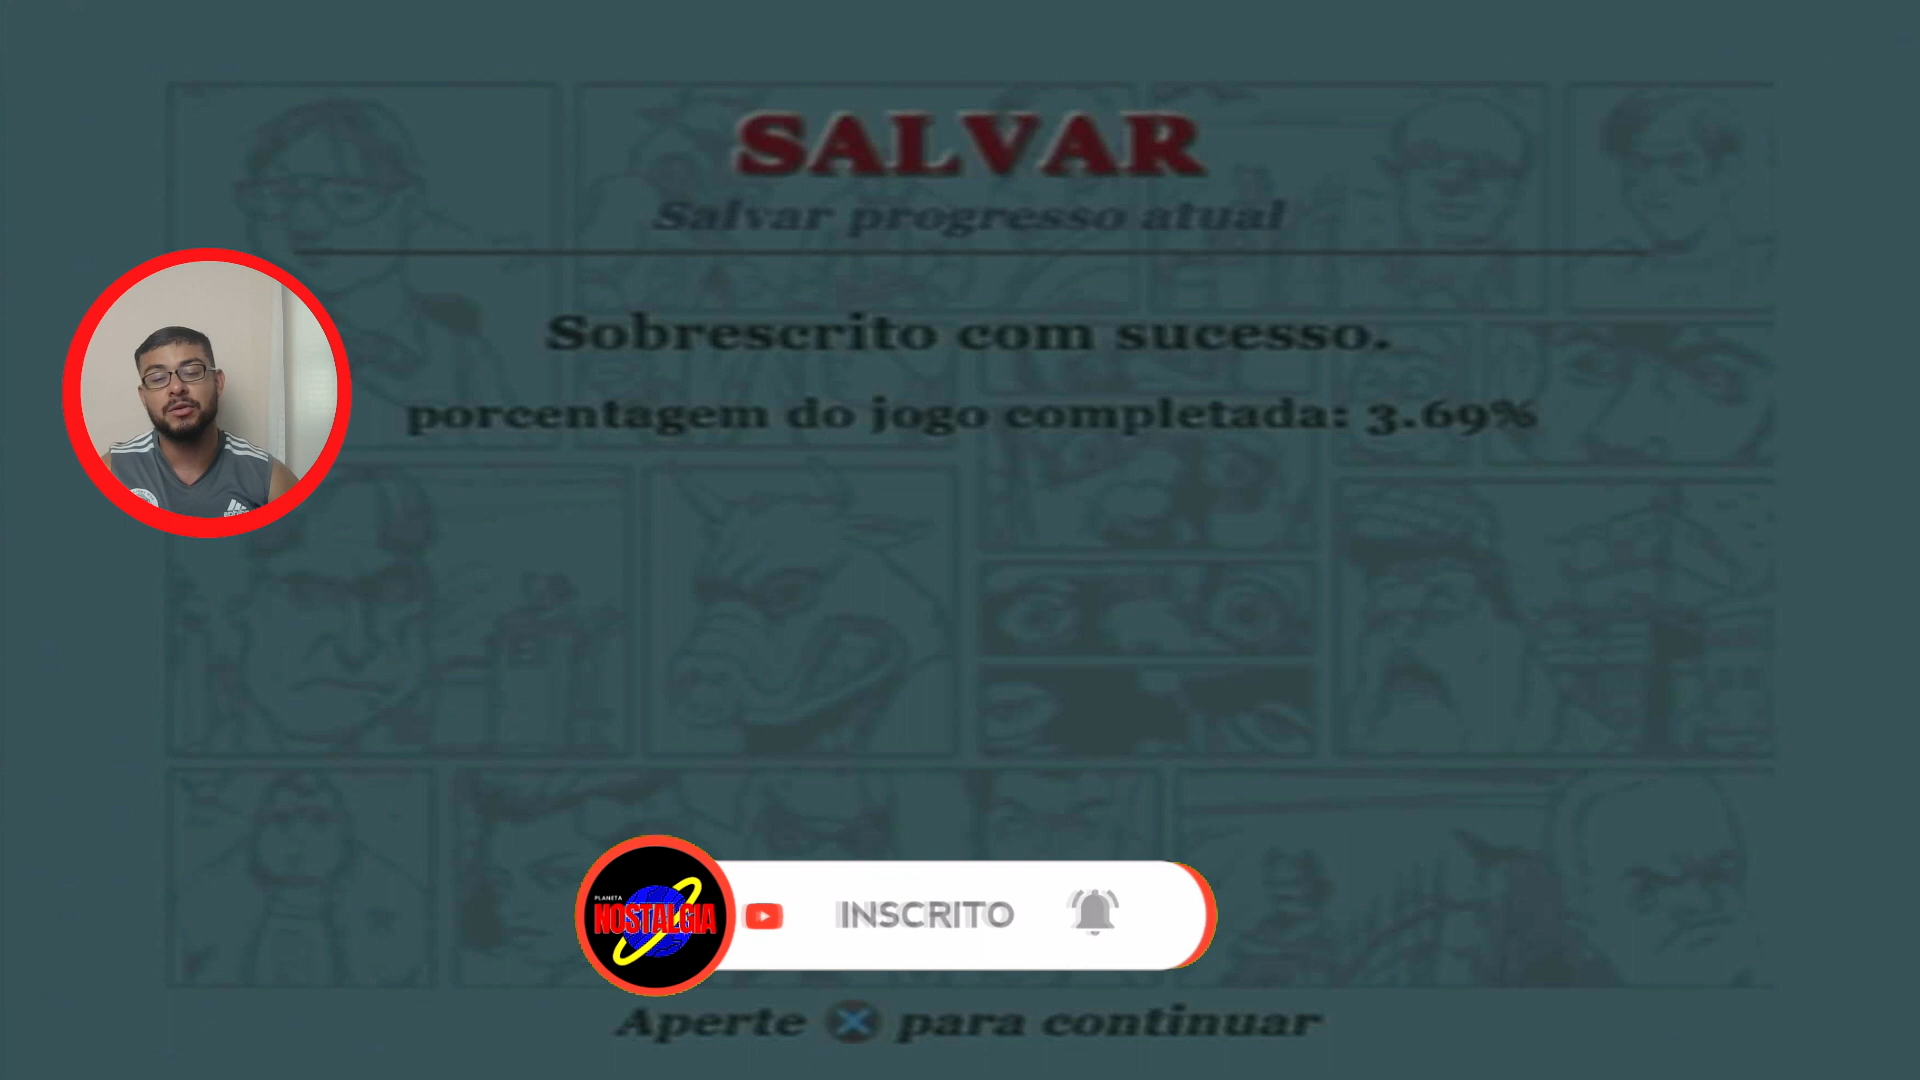 SALVAR
Salvar progresso atual
Sobrescrito com sucesso.
porcentagem do jogo completada: 3.69%
PLANETA
NOSTALGIA
INSCRITO
Aperte para continuar